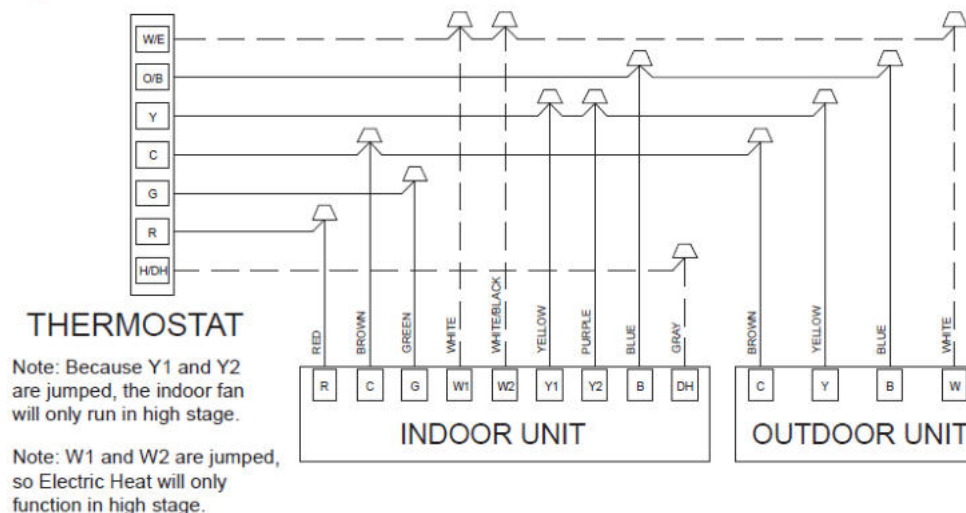 W/E
O/B
Y
C
G
R
H/DH
THERMOSTAT
Note: Because Y1 and Y2
are jumped, the indoor fan
will only run in high stage.
Note: W1 and W2 are jumped,
so Electric Heat will only
function in high stage.
RED
BROWN
GREEN
WHITE
WHITE/BLACK
YELLOW
PURPLE
BLUE
GRAY
R
C
G
W1
W2
Y1
Y2
B
DH
INDOOR UNIT
BROWN
YELLOW
BLUE
WHITE
C
Y
B
W
OUTDOOR UNIT